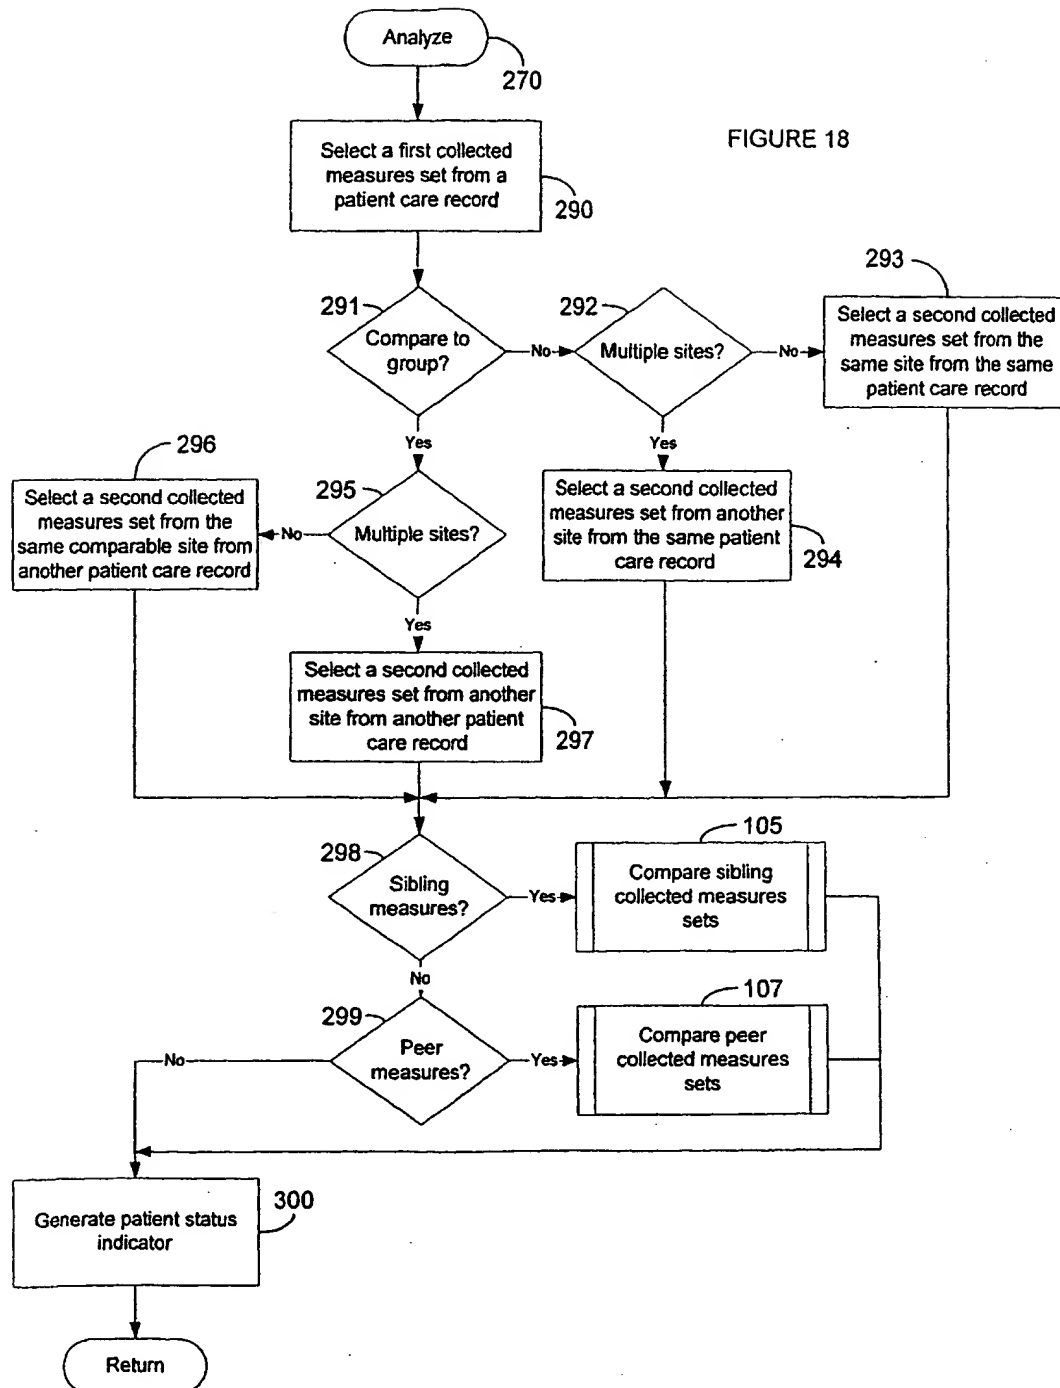 Analyze
270
FIGURE 18
Select a first collected
measures set from a
patient care record
290
293
291
Compare to
group?
No
292
Multiple sites?
No
Select a second collected
measures set from the
same site from the same
patient care record
Yes
Yes
296
Select a second collected
measures set from the
same comparable site from
another patient care record
No
295
Multiple sites?
Select a second collected
measures set from another
site from the same patient
care record
294
Yes
Select a second collected
measures set from another
site from another patient
care record
297
298
Sibling
measures?
Yes
105
Compare sibling
collected measures
sets
No
299
Peer
measures?
No
Yes
107
Compare peer
collected measures
sets
Generate patient status
indicator
300
Return